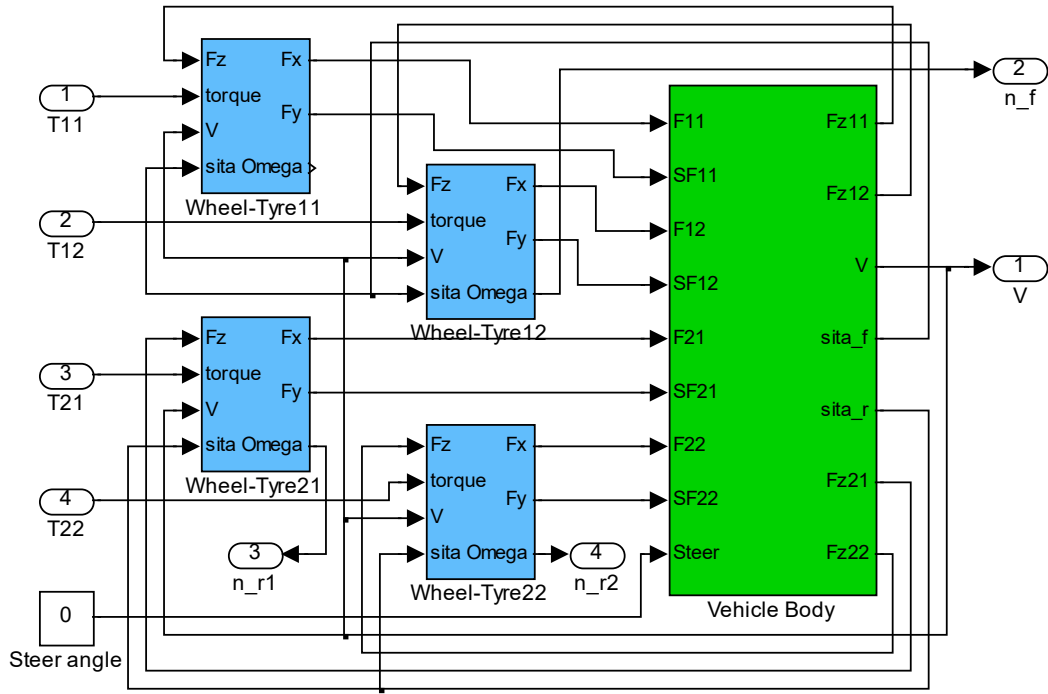 Fz
Fx
torque
Fy
V
sita Omega
Wheel-Tyre11
1
T11
2
T12
Fz
Fx
torque
Fy
V
sita Omega
Wheel-Tyre12
Fz
Fx
torque
Fy
V
sita Omega
Wheel-Tyre21
3
T21
4
T22
Fz
Fx
torque
Fy
V
sita Omega
Wheel-Tyre22
3
n_r1
4
n_r2
0
Steer angle
F11
SF11
F12
SF12
F21
SF21
F22
SF22
Steer
Fz11
Fz12
V
sita_f
sita_r
Fz21
Fz22
Vehicle Body
2
n_f
1
V